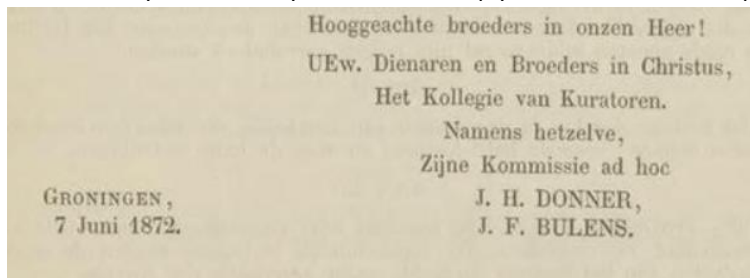 Hooggeachte broeders in onzen Heer!
UEw. Dienaren en Broeders in Christus,
Het Kollegie van Kuratoren.
Namens hetzelve,
Zijne Kommissie ad hoc
GRONINGEN, J. H. DONNER,
7 Juni 1872. J. F. BULENS.